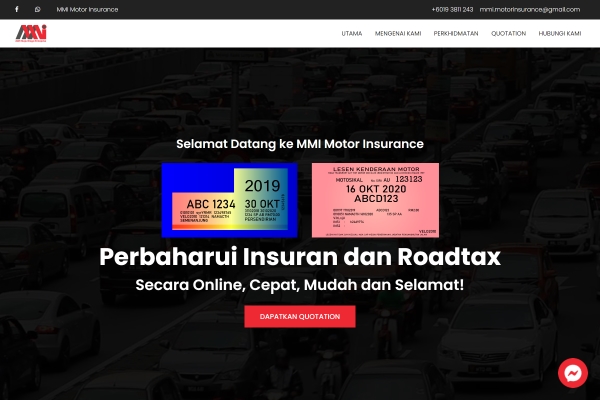 MMI Motor Insurance
+6019 3811 243 mmi.motorinsurance@gmail.com
MMI
UTAMA MENGENAI KAMI PERKHIDMATAN QUOTATION HUBUNGI KAMI
Selamat Datang ke MMI Motor Insurance
2019
ABC 1234 30 OKT
LESEN KENDERAAN MOTOR
MOTOSIKAL AU 123123
16 OKT 2020
ABCD123
Perbaharui Insuran dan Roadtax
Secara Online, Cepat, Mudah dan Selamat!
DAPATKAN QUOTATION